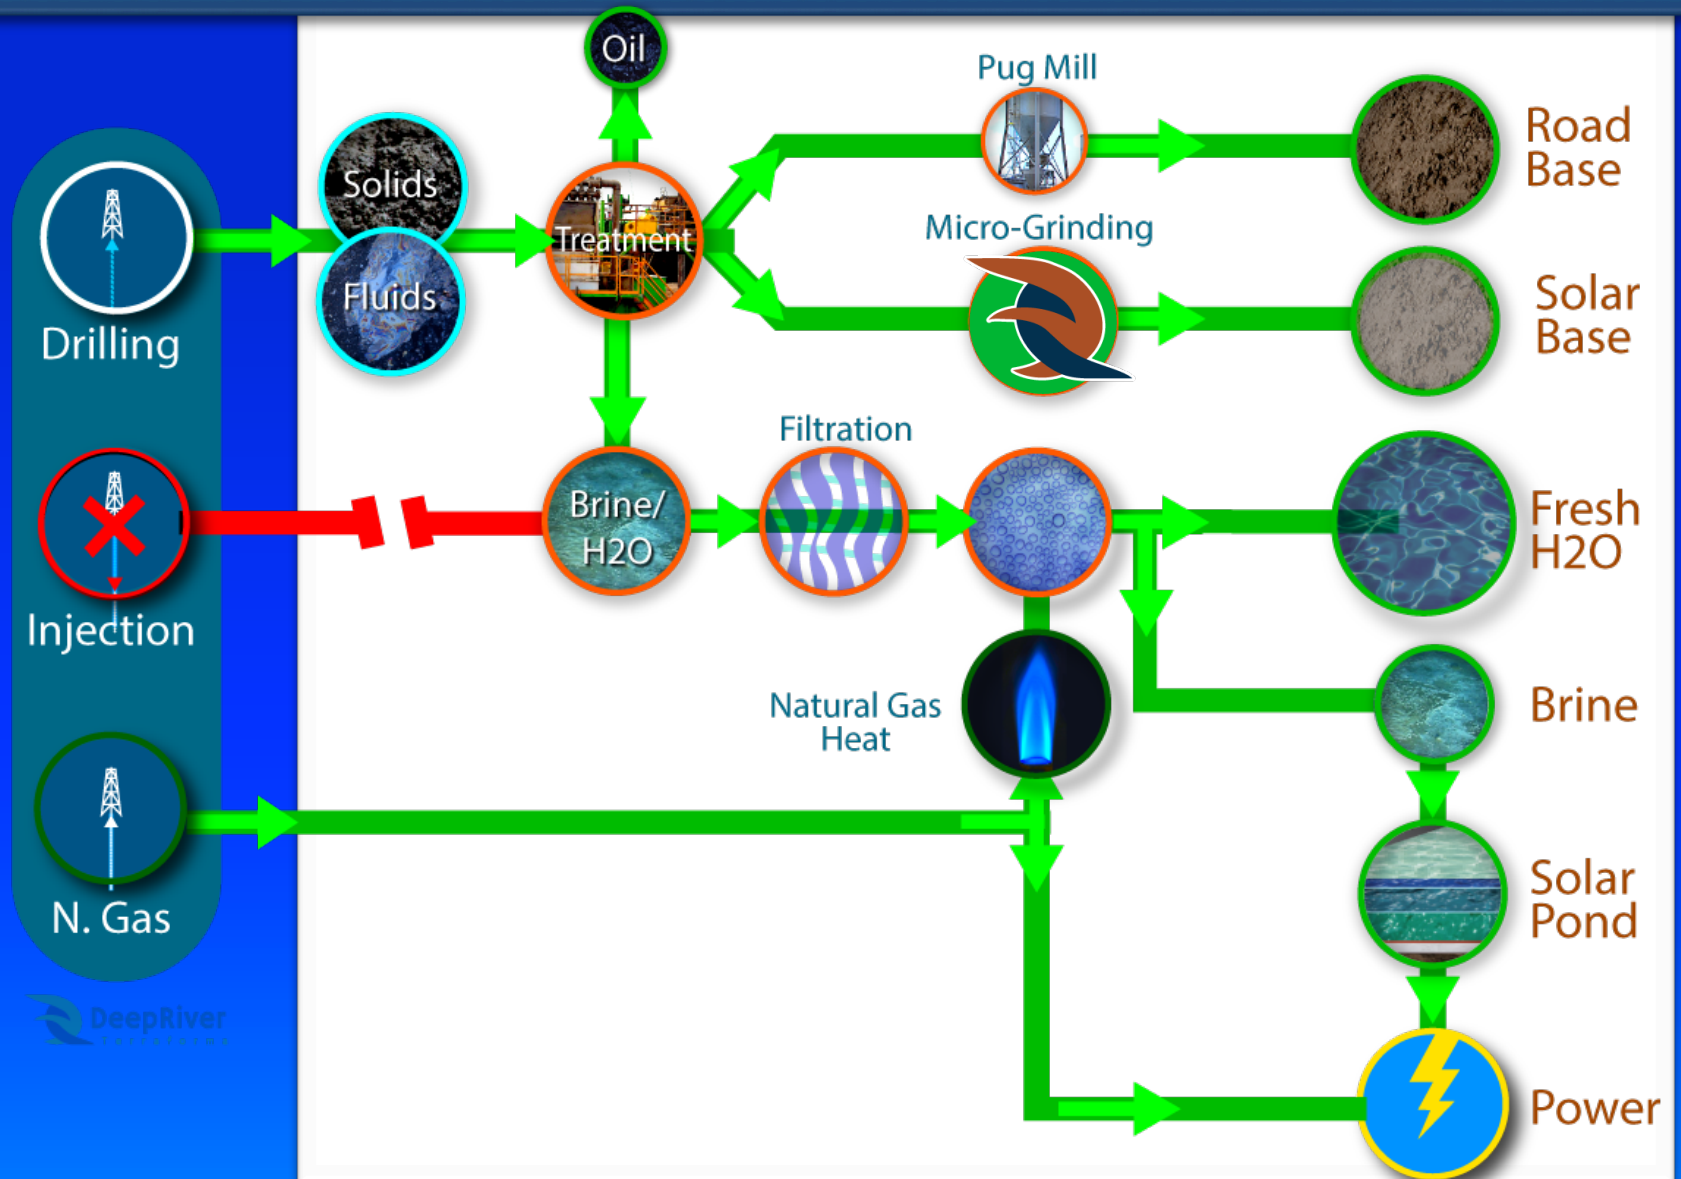 Oil
Pug Mill
Road
Base
Solids
Treatment
Micro-Grinding
Fluids
Solar
Base
Drilling
Filtration
Brine/
H2O
Fresh
H2O
Injection
Natural Gas
Heat
Brine
N. Gas
Solar
Pond
DeepRiver
Power